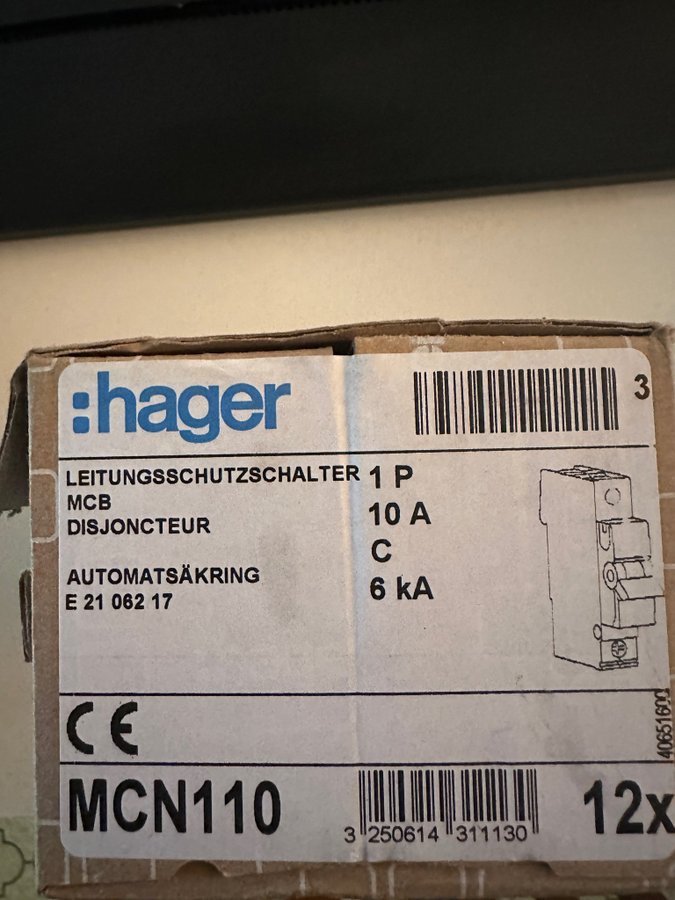 :hager
3
LEITUNGSSCHUTZSCHALTER 1 P
MCB
10 A
DISJONCTEUR
C
AUTOMATSÄKRING
6 kA
E 21 062 17
40651600
CE
MCN110
3 250614 311130
12x